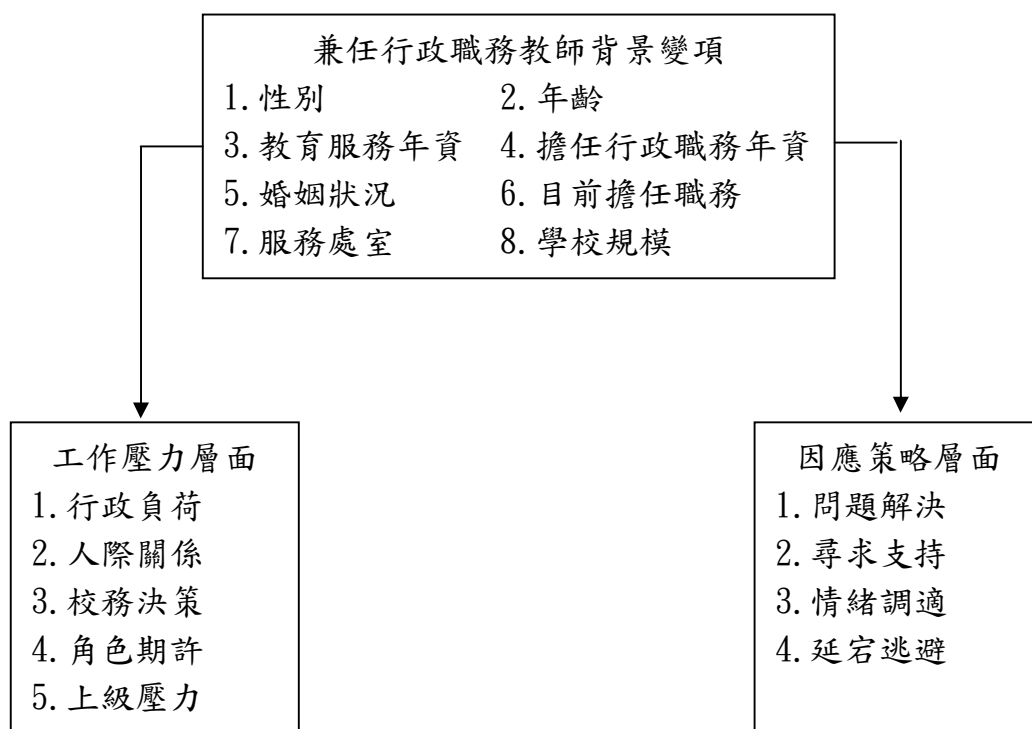 兼任行政職務教師背景變項
1.性別 2.年齡
3.教育服務年資 4.擔任行政職務年資
5.婚姻狀況 6.目前擔任職務
7.服務處室 8.學校規模
工作壓力層面
1.行政負荷
2.人際關係
3.校務決策
4.角色期許
5.上級壓力
因應策略層面
1.問題解決
2.尋求支持
3.情緒調適
4.延宕逃避